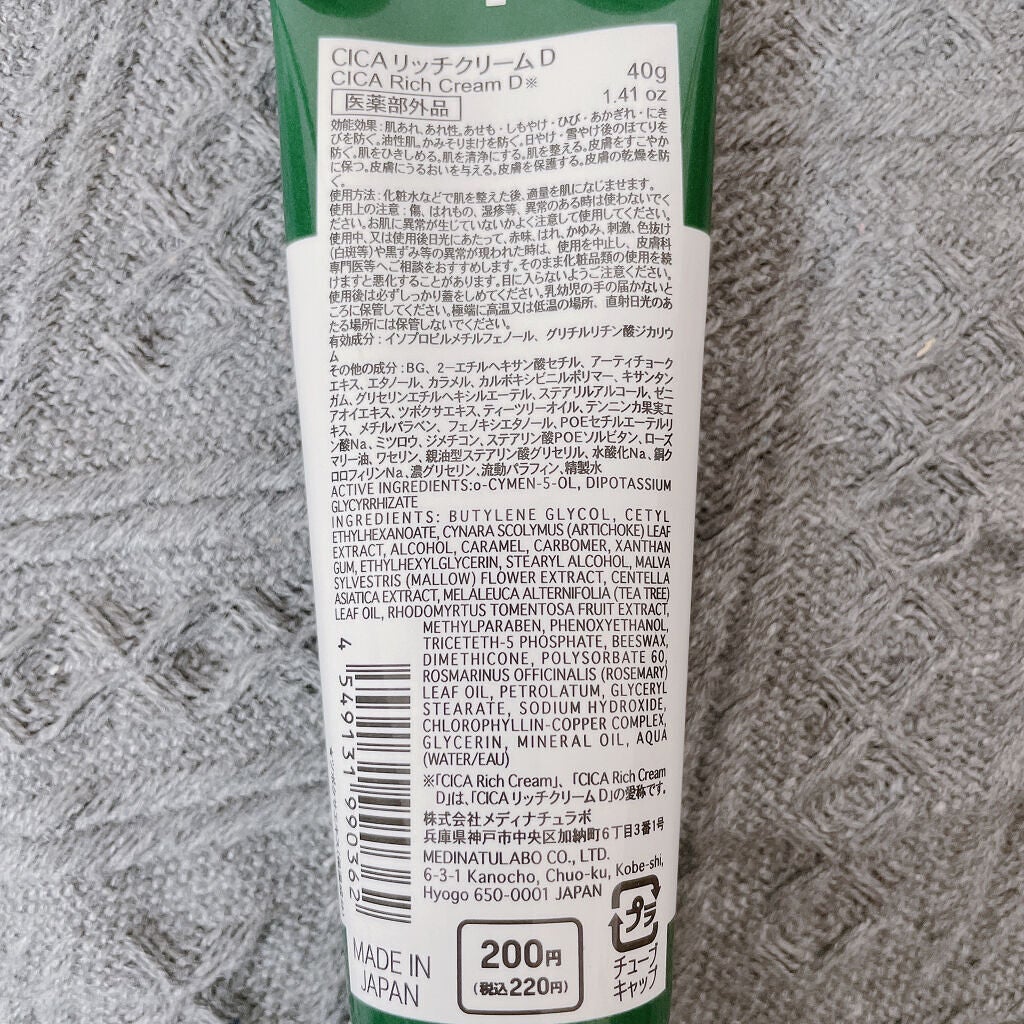 CICAリッチクリームD
CICA Rich Cream D※
40g
1.41 oz
医薬部外品
効能効果：肌あれ、あれ性。あせも・しもやけ・ひび・あかぎれ・にき
びを防ぐ。油性肌。かみそりまけを防ぐ。日やけ・雪やけ後のほてりを
防ぐ。肌をひきしめる。肌を清浄にする。肌を整える。皮膚をすこやか
に保つ。皮膚にうるおいを与える。皮膚を保護する。皮膚の乾燥を防
ぐ。
使用方法：化粧水などで肌を整えた後、適量を肌になじませます。
使用上の注意：傷、はれもの、湿疹等、異常のある時は使わないでく
ださい。お肌に異常が生じていないかよく注意して使用してください。
使用中、又は使用後日光にあたって、赤味、はれ、かゆみ、刺激、色抜け
(白斑等)や黒ずみ等の異常が現われた時は、使用を中止し、皮膚科
専門医等へご相談をおすすめします。そのまま化粧品類の使用を続
けますと悪化することがあります。目に入らないようご注意ください。
使用後は必ずしっかり蓋をしめてください。乳幼児の手の届かないと
ころに保管してください。極端に高温又は低温の場所、直射日光のあ
たる場所には保管しないでください。
有効成分：イソプロピルメチルフェノール、グリチルリチン酸ジカリウ
ム
その他の成分：BG、2-エチルヘキサン酸セチル、アーティチョーク
エキス、エタノール、カラメル、カルボキシビニルポリマー、キサンタン
ガム、グリセリンエチルヘキシルエーテル、ステアリルアルコール、ゼニ
アオイエキス、ツボクサエキス、ティーツリーオイル、テンニンカ果実エ
キス、メチルパラベン、フェノキシエタノール、POEセチルエーテルリ
ン酸Na、ミツロウ、ジメチコン、ステアリン酸POEソルビタン、ローズ
マリー油、ワセリン、親油型ステアリン酸グリセリル、水酸化Na、銅ク
ロロフィリンNa、濃グリセリン、流動パラフィン、精製水
ACTIVE INGREDIENTS:o-CYMEN-5-OL, DIPOTASSIUM
GLYCYRRHIZATE
INGREDIENTS: BUTYLENE GLYCOL, CETYL
ETHYLHEXANOATE, CYNARA SCOLYMUS (ARTICHOKE) LEAF
EXTRACT, ALCOHOL, CARAMEL, CARBOMER, XANTHAN
GUM, ETHYLHEXYLGLYCERIN, STEARYL ALCOHOL, MALVA
SYLVESTRIS (MALLOW) FLOWER EXTRACT, CENTELLA
ASIATICA EXTRACT, MELALEUCA ALTERNIFOLIA (TEA TREE)
LEAF OIL, RHODOMYRTUS TOMENTOSA FRUIT EXTRACT,
METHYLPARABEN, PHENOXYETHANOL,
TRICETETH-5 PHOSPHATE, BEESWAX,
DIMETHICONE, POLYSORBATE 60,
ROSMARINUS OFFICINALIS (ROSEMARY)
LEAF OIL, PETROLATUM, GLYCERYL
STEARATE, SODIUM HYDROXIDE,
CHLOROPHYLLIN-COPPER COMPLEX,
GLYCERIN, MINERAL OIL, AQUA
(WATER/EAU)
※「CICA Rich Cream」、「CICA Rich Cream
D」は、「CICAリッチクリームD」の愛称です。
株式会社メディナチュラボ
兵庫県神戸市中央区加納町6丁目3番1号
MEDINATULABO CO., LTD.
6-3-1 Kanocho, Chuo-ku, Kobe-shi,
Hyogo 650-0001 JAPAN
4 549131 990362
MADE IN
JAPAN
200円
(税込220円)
プラ
チューブ
キャップ